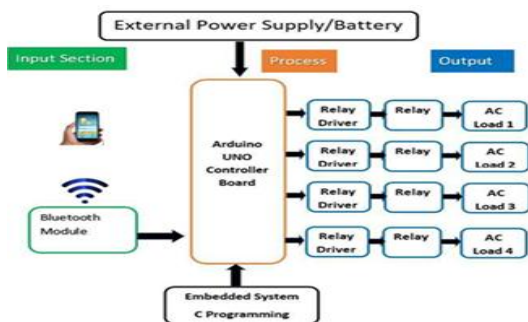 External Power Supply/Battery
Input Section
Process
Output
Arduino
UNO
Controller
Board
Relay
Driver
Relay
AC
Load 1
Relay
Driver
Relay
AC
Load 2
Relay
Driver
Relay
AC
Load 3
Relay
Driver
Relay
AC
Load 4
Bluetooth
Module
Embedded System
C Programming